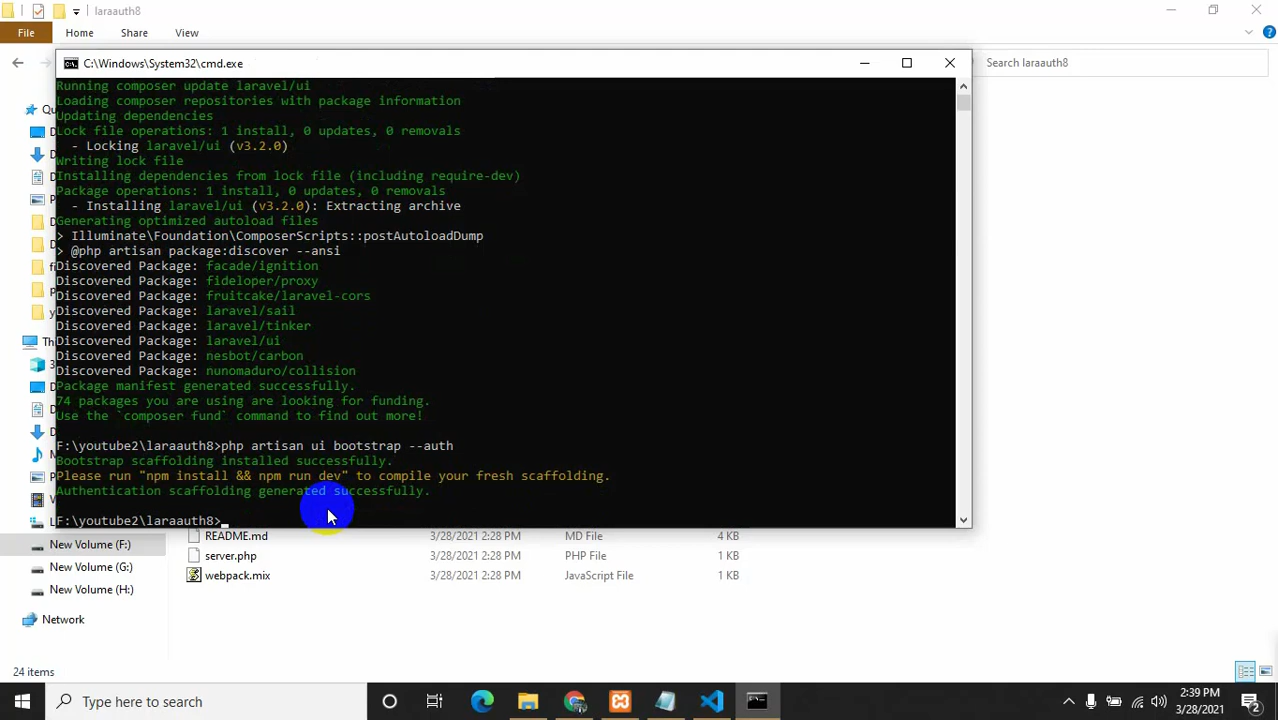 laraauth8
File Home Share View
C:\Windows\System32\cmd.exe
Search laraauth8
Running composer update laravel/ui
Loading composer repositories with package information
Updating dependencies
Lock file operations: 1 install, 0 updates, 0 removals
- Locking laravel/ui (v3.2.0)
Writing lock file
Installing dependencies from lock file (including require-dev)
Package operations: 1 install, 0 updates, 0 removals
- Installing laravel/ui (v3.2.0): Extracting archive
Generating optimized autoload files
> Illuminate\Foundation\ComposerScripts::postAutoloadDump
> @php artisan package:discover --ansi
Discovered Package: facade/ignition
Discovered Package: fideloper/proxy
Discovered Package: fruitcake/laravel-cors
Discovered Package: laravel/sail
Discovered Package: laravel/tinker
Discovered Package: laravel/ui
Discovered Package: nesbot/carbon
Discovered Package: nunomaduro/collision
Package manifest generated successfully.
74 packages you are using are looking for funding.
Use the `composer fund` command to find out more!
F:\youtube2\laraauth8>php artisan ui bootstrap --auth
Bootstrap scaffolding installed successfully.
Please run "npm install && npm run dev" to compile your fresh scaffolding.
Authentication scaffolding generated successfully.
F:\youtube2\laraauth8>
README.md 3/28/2021 2:28 PM MD File 4 KB
New Volume (F:) server.php 3/28/2021 2:28 PM PHP File 1 KB
New Volume (G:) webpack.mix 3/28/2021 2:28 PM JavaScript File 1 KB
New Volume (H:)
Network
24 items
Type here to search
2:39 PM
3/28/2021
2